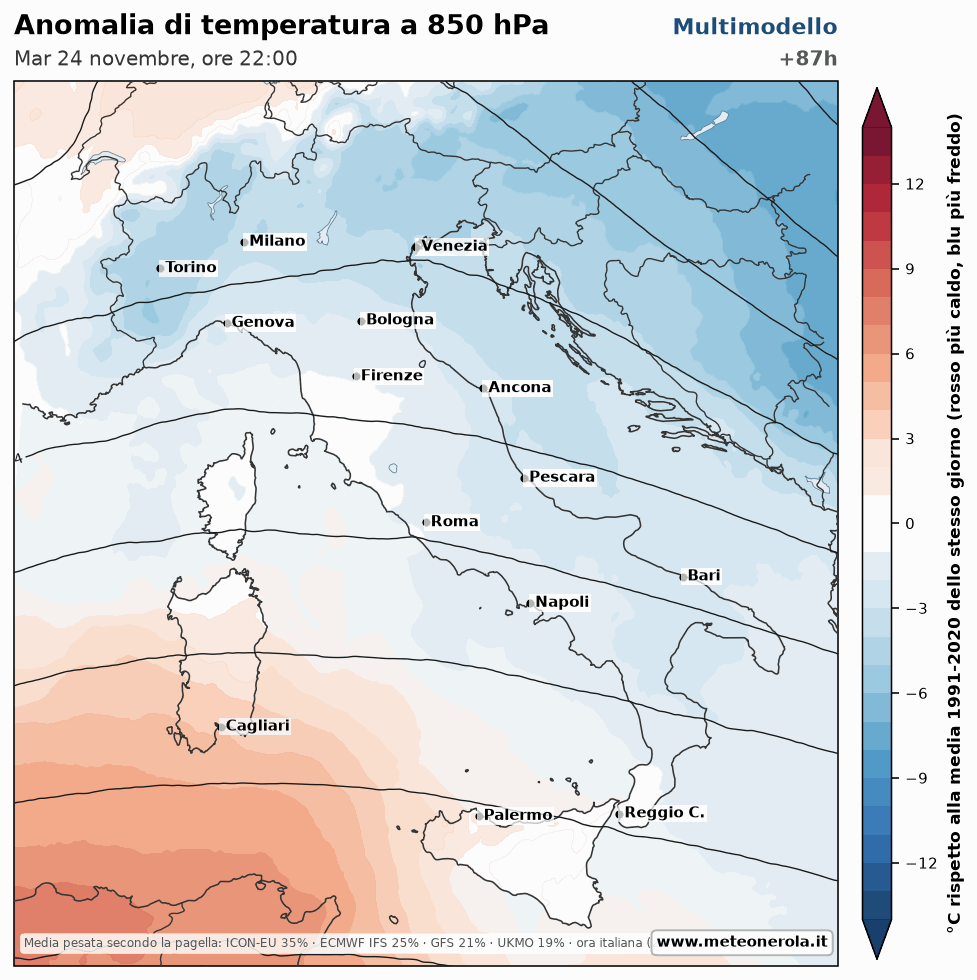 Anomalia di temperatura a 850 hPa
Multimodello
Mar 24 novembre, ore 22:00
+87h
Milano
Venezia
Torino
Genova
Bologna
Firenze
Ancona
Pescara
Roma
Bari
Napoli
Cagliari
Palermo
Reggio C.
12
9
6
3
0
−3
−6
−9
−12
°C rispetto alla media 1991-2020 dello stesso giorno (rosso più caldo, blu più freddo)
Media pesata secondo la pagella: ICON-EU 35% · ECMWF IFS 25% · GFS 21% · UKMO 19% · ora italiana (
www.meteonerola.it